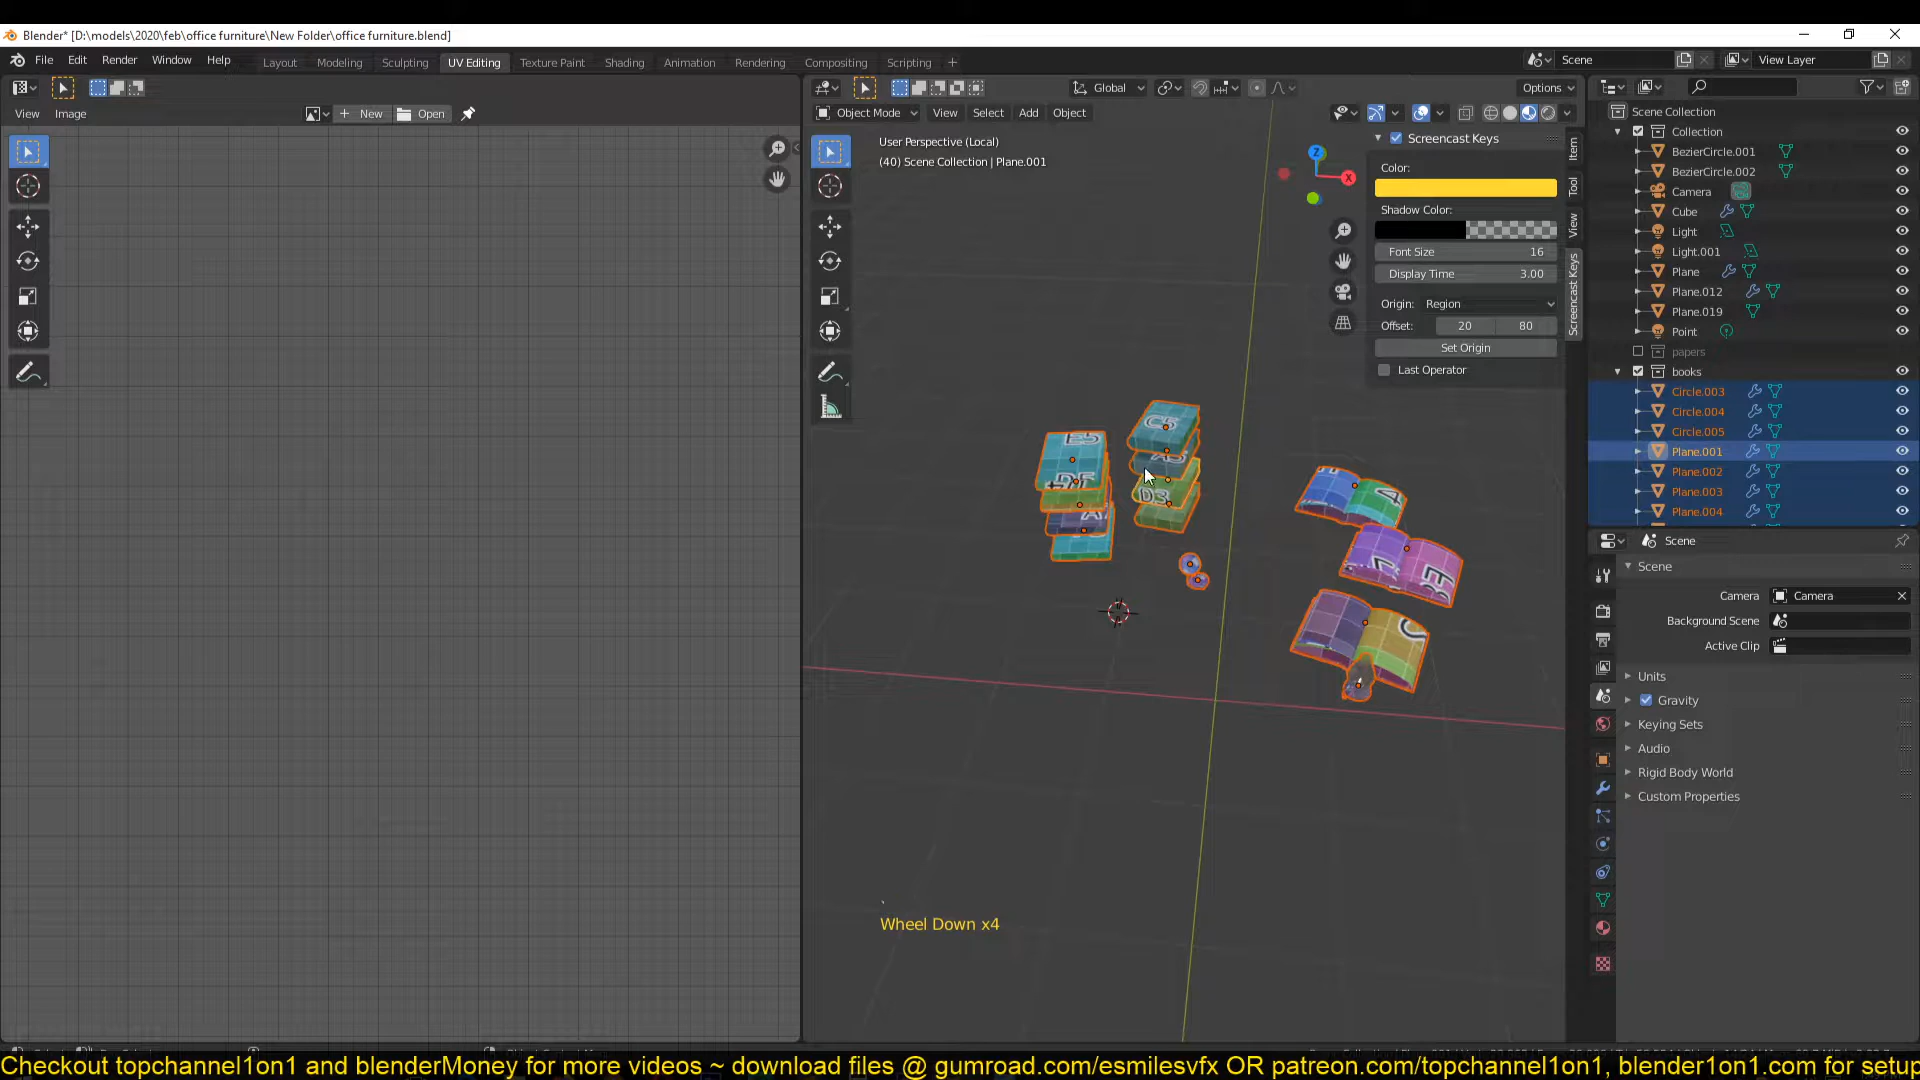 Blender* [D:\models\2020\feb\office furniture\New Folder\office furniture.blend]
File Edit Render Window Help
Layout Modeling Sculpting UV Editing Texture Paint Shading Animation Rendering Compositing Scripting
Scene
View Layer
Global
Options
View Image
New
Open
Object Mode View Select Add Object
User Perspective (Local)
(40) Scene Collection | Plane.001
Screencast Keys
Color:
Shadow Color:
Font Size 16
Display Time 3.00
Origin: Region
Offset: 20 80
Set Origin
Last Operator
Item
Tool
View
Screencast Keys
Z
X
Scene Collection
Collection
BezierCircle.001
BezierCircle.002
Camera
Cube
Light
Light.001
Plane
Plane.012
Plane.019
Point
papers
books
Circle.003
Circle.004
Circle.005
Plane.001
Plane.002
Plane.003
Plane.004
Scene
Scene
Camera Camera
Background Scene
Active Clip
Units
Gravity
Keying Sets
Audio
Rigid Body World
Custom Properties
E5
C5
D3
4
Wheel Down x4
Checkout topchannel1on1 and blenderMoney for more videos ~ download files @ gumroad.com/esmilesvfx OR patreon.com/topchannel1on1, blender1on1.com for setup